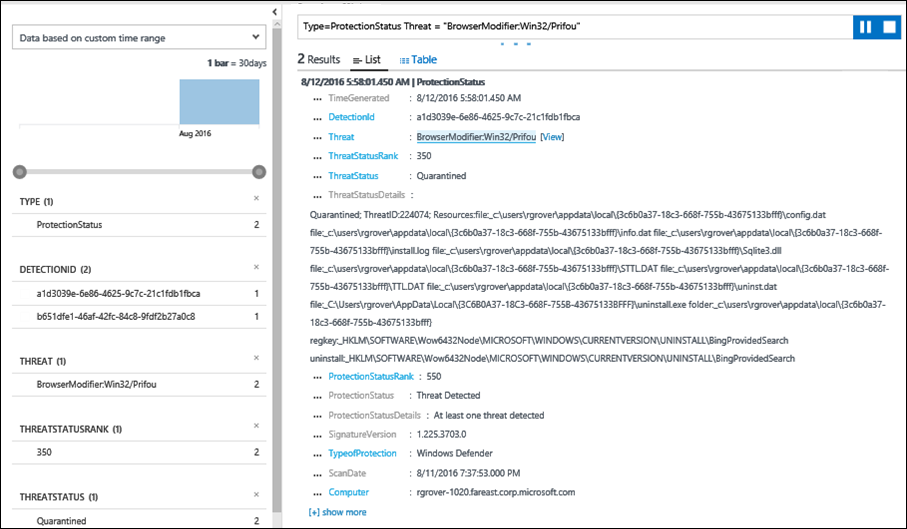 Data based on custom time range
1 bar = 30days
Aug 2016
TYPE (1)
ProtectionStatus 2
DETECTIONID (2)
a1d3039e-6e86-4625-9c7c-21c1fdb1fbca 1
b651dfe1-46af-42fc-84c8-9fdf2b27a0c8 1
THREAT (1)
BrowserModifier:Win32/Prifou 2
THREATSTATUSRANK (1)
350 2
THREATSTATUS (1)
Quarantined 2
Type=ProtectionStatus Threat = "BrowserModifier:Win32/Prifou"
2 Results List Table
8/12/2016 5:58:01.450 AM | ProtectionStatus
... TimeGenerated : 8/12/2016 5:58:01.450 AM
... DetectionId : a1d3039e-6e86-4625-9c7c-21c1fdb1fbca
... Threat : BrowserModifier:Win32/Prifou [View]
... ThreatStatusRank : 350
... ThreatStatus : Quarantined
... ThreatStatusDetails :
Quarantined; ThreatID:224074; Resources:file:_c:\users\rgrover\appdata\local\{3c6b0a37-18c3-668f-755b-43675133bfff}\config.dat
file:_c:\users\rgrover\appdata\local\{3c6b0a37-18c3-668f-755b-43675133bfff}\info.dat file:_c:\users\rgrover\appdata\local\{3c6b0a37-18c3-668f-
755b-43675133bfff}\install.log file:_c:\users\rgrover\appdata\local\{3c6b0a37-18c3-668f-755b-43675133bfff}\Sqlite3.dll
file:_c:\users\rgrover\appdata\local\{3c6b0a37-18c3-668f-755b-43675133bfff}\STTL.DAT file:_c:\users\rgrover\appdata\local\{3c6b0a37-18c3-668f-
755b-43675133bfff}\TTL.DAT file:_c:\users\rgrover\appdata\local\{3c6b0a37-18c3-668f-755b-43675133bfff}\uninst.dat
file:_C:\Users\rgrover\AppData\Local\{3C6B0A37-18C3-668F-755B-43675133BFFF}\uninstall.exe folder:_c:\users\rgrover\appdata\local\{3c6b0a37-
18c3-668f-755b-43675133bfff}
regkey:_HKLM\SOFTWARE\Wow6432Node\MICROSOFT\WINDOWS\CURRENTVERSION\UNINSTALL\BingProvidedSearch
uninstall:_HKLM\SOFTWARE\Wow6432Node\MICROSOFT\WINDOWS\CURRENTVERSION\UNINSTALL\BingProvidedSearch
... ProtectionStatusRank : 550
... ProtectionStatus : Threat Detected
... ProtectionStatusDetails : At least one threat detected
... SignatureVersion : 1.225.3703.0
... TypeofProtection : Windows Defender
... ScanDate : 8/11/2016 7:37:53.000 PM
... Computer : rgrover-1020.fareast.corp.microsoft.com
[+] show more